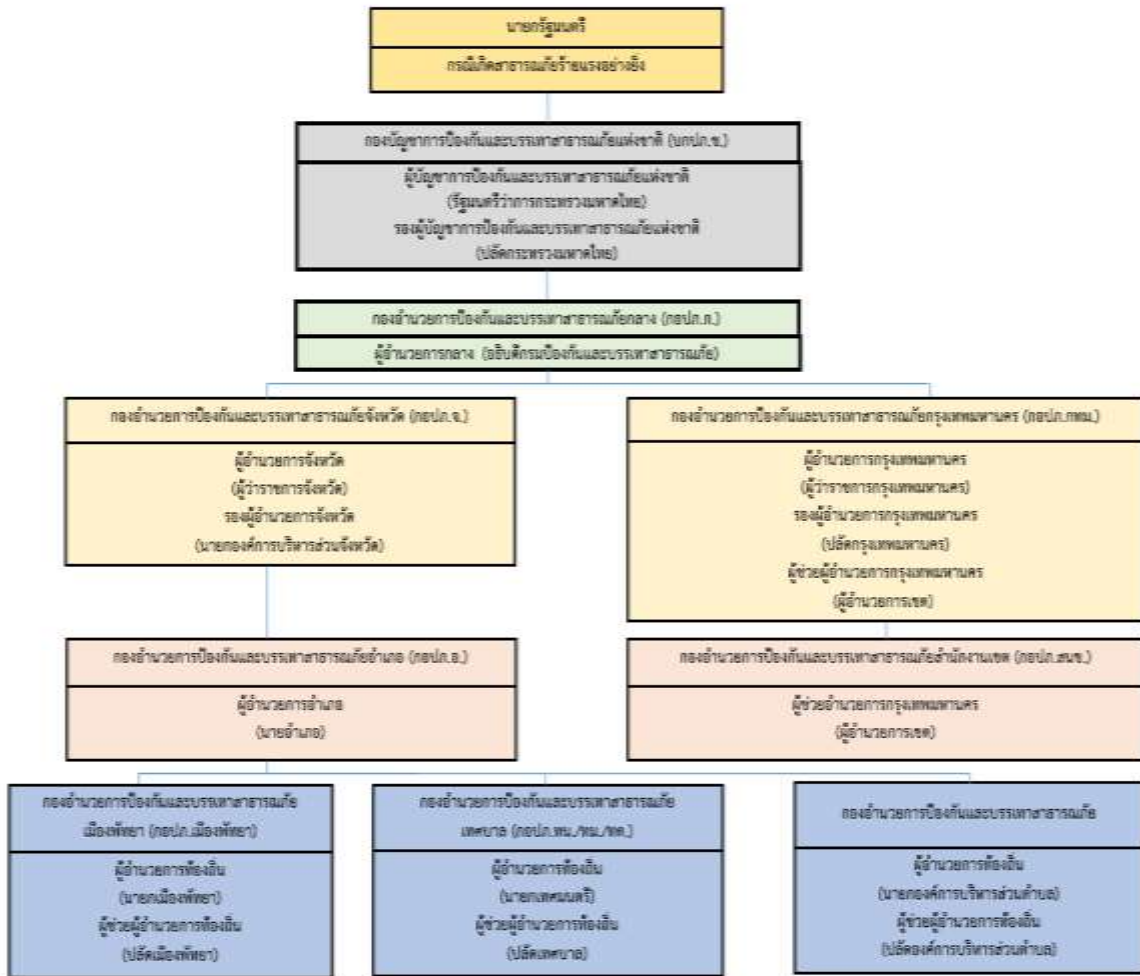 นายกรัฐมนตรี
กรณีเกิดสาธารณภัยร้ายแรงอย่างยิ่ง
กองบัญชาการป้องกันและบรรเทาสาธารณภัยแห่งชาติ (บกปภ.ช.)
ผู้บัญชาการป้องกันและบรรเทาสาธารณภัยแห่งชาติ
(รัฐมนตรีว่าการกระทรวงมหาดไทย)
รองผู้บัญชาการป้องกันและบรรเทาสาธารณภัยแห่งชาติ
(ปลัดกระทรวงมหาดไทย)
กองอำนวยการป้องกันและบรรเทาสาธารณภัยกลาง (กอปภ.ก.)
ผู้อำนวยการกลาง (อธิบดีกรมป้องกันและบรรเทาสาธารณภัย)
กองอำนวยการป้องกันและบรรเทาสาธารณภัยจังหวัด (กอปภ.จ.)
ผู้อำนวยการจังหวัด
(ผู้ว่าราชการจังหวัด)
รองผู้อำนวยการจังหวัด
(นายกองค์การบริหารส่วนจังหวัด)
กองอำนวยการป้องกันและบรรเทาสาธารณภัยกรุงเทพมหานคร (กอปภ.กทม.)
ผู้อำนวยการกรุงเทพมหานคร
(ผู้ว่าราชการกรุงเทพมหานคร)
รองผู้อำนวยการกรุงเทพมหานคร
(ปลัดกรุงเทพมหานคร)
ผู้ช่วยผู้อำนวยการกรุงเทพมหานคร
(ผู้อำนวยการเขต)
กองอำนวยการป้องกันและบรรเทาสาธารณภัยอำเภอ (กอปภ.อ.)
ผู้อำนวยการอำเภอ
(นายอำเภอ)
กองอำนวยการป้องกันและบรรเทาสาธารณภัยสำนักงานเขต (กอปภ.สนข.)
ผู้ช่วยอำนวยการกรุงเทพมหานคร
(ผู้อำนวยการเขต)
กองอำนวยการป้องกันและบรรเทาสาธารณภัย
เมืองพัทยา (กอปภ.เมืองพัทยา)
ผู้อำนวยการท้องถิ่น
(นายกเมืองพัทยา)
ผู้ช่วยผู้อำนวยการท้องถิ่น
(ปลัดเมืองพัทยา)
กองอำนวยการป้องกันและบรรเทาสาธารณภัย
เทศบาล (กอปภ.ทน./ทม./ทต.)
ผู้อำนวยการท้องถิ่น
(นายกเทศมนตรี)
ผู้ช่วยผู้อำนวยการท้องถิ่น
(ปลัดเทศบาล)
กองอำนวยการป้องกันและบรรเทาสาธารณภัย
ผู้อำนวยการท้องถิ่น
(นายกองค์การบริหารส่วนตำบล)
ผู้ช่วยผู้อำนวยการท้องถิ่น
(ปลัดองค์การบริหารส่วนตำบล)